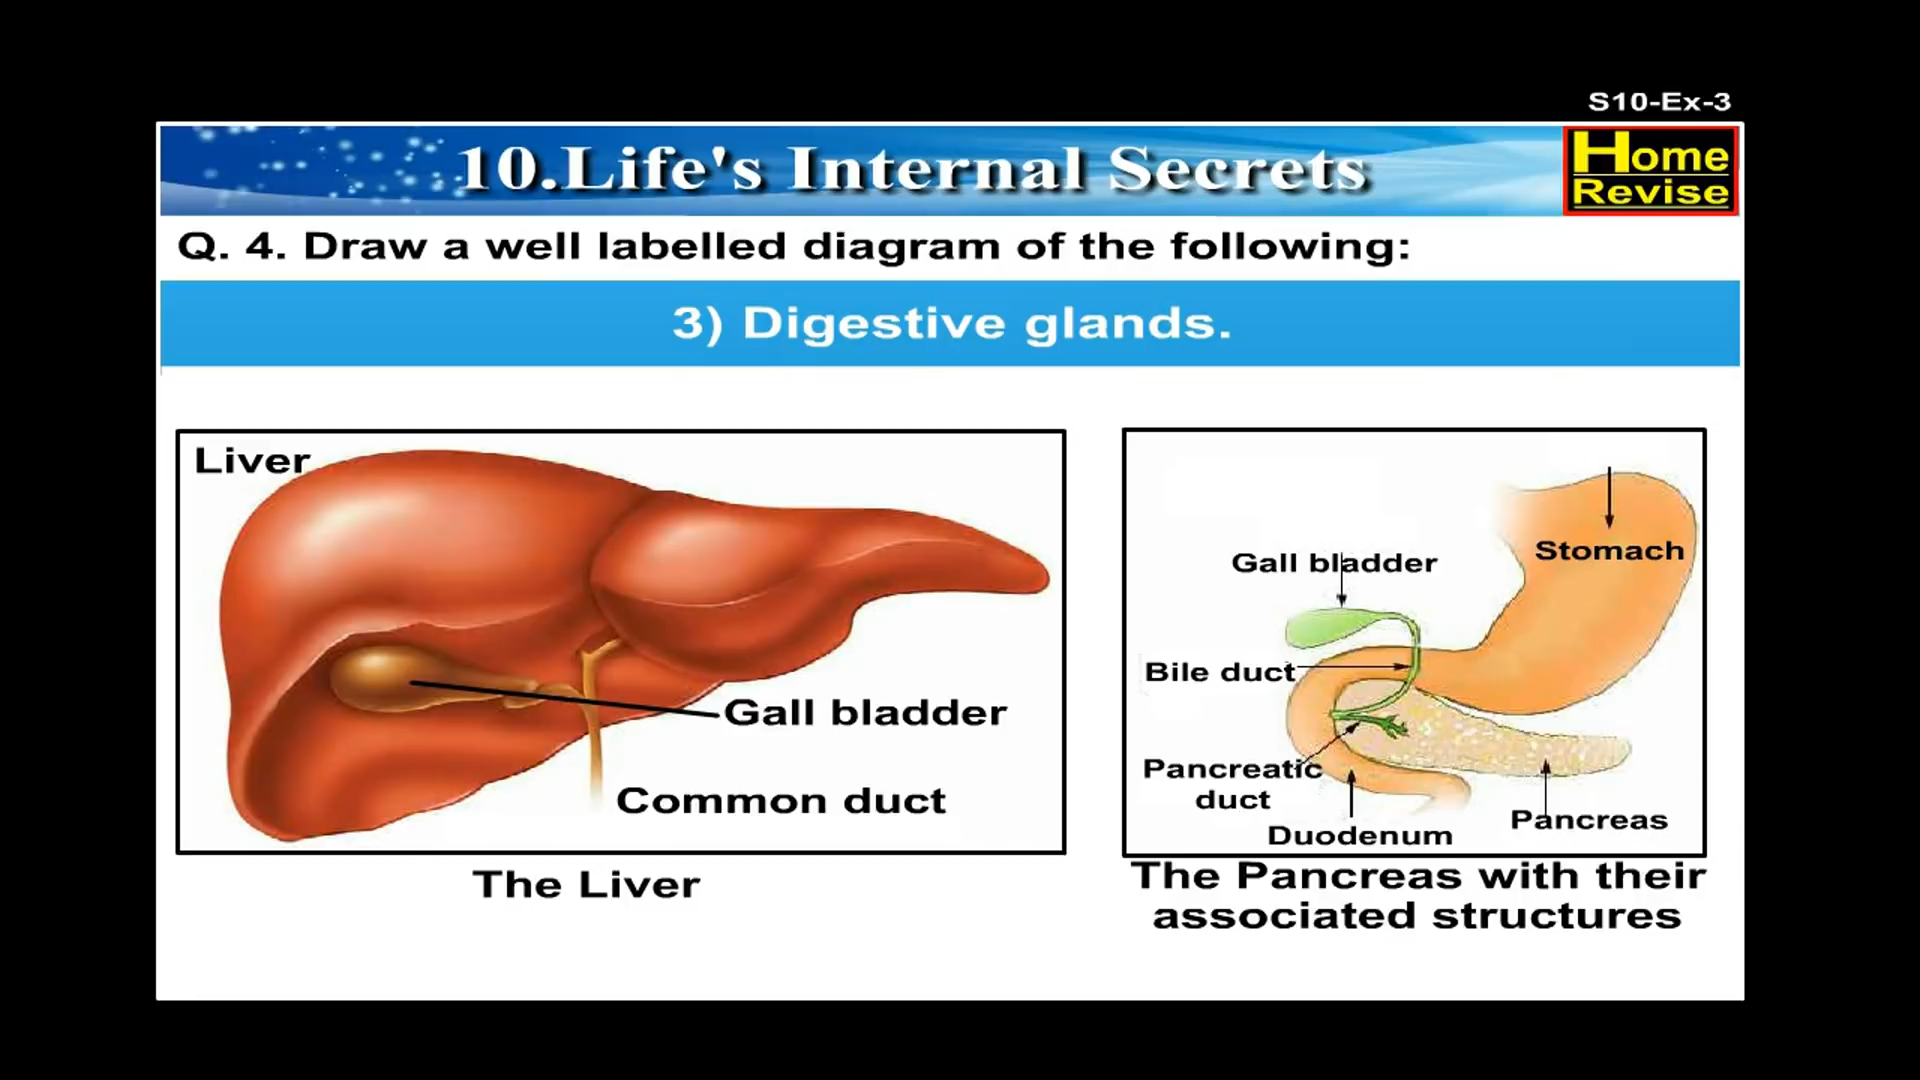 S10-Ex-3
10.Life's Internal Secrets
Home
Revise
Q. 4. Draw a well labelled diagram of the following:
3) Digestive glands.
Liver
Gall bladder
Common duct
The Liver
Stomach
Gall bladder
Bile duct
Pancreatic
duct
Duodenum
Pancreas
The Pancreas with their
associated structures